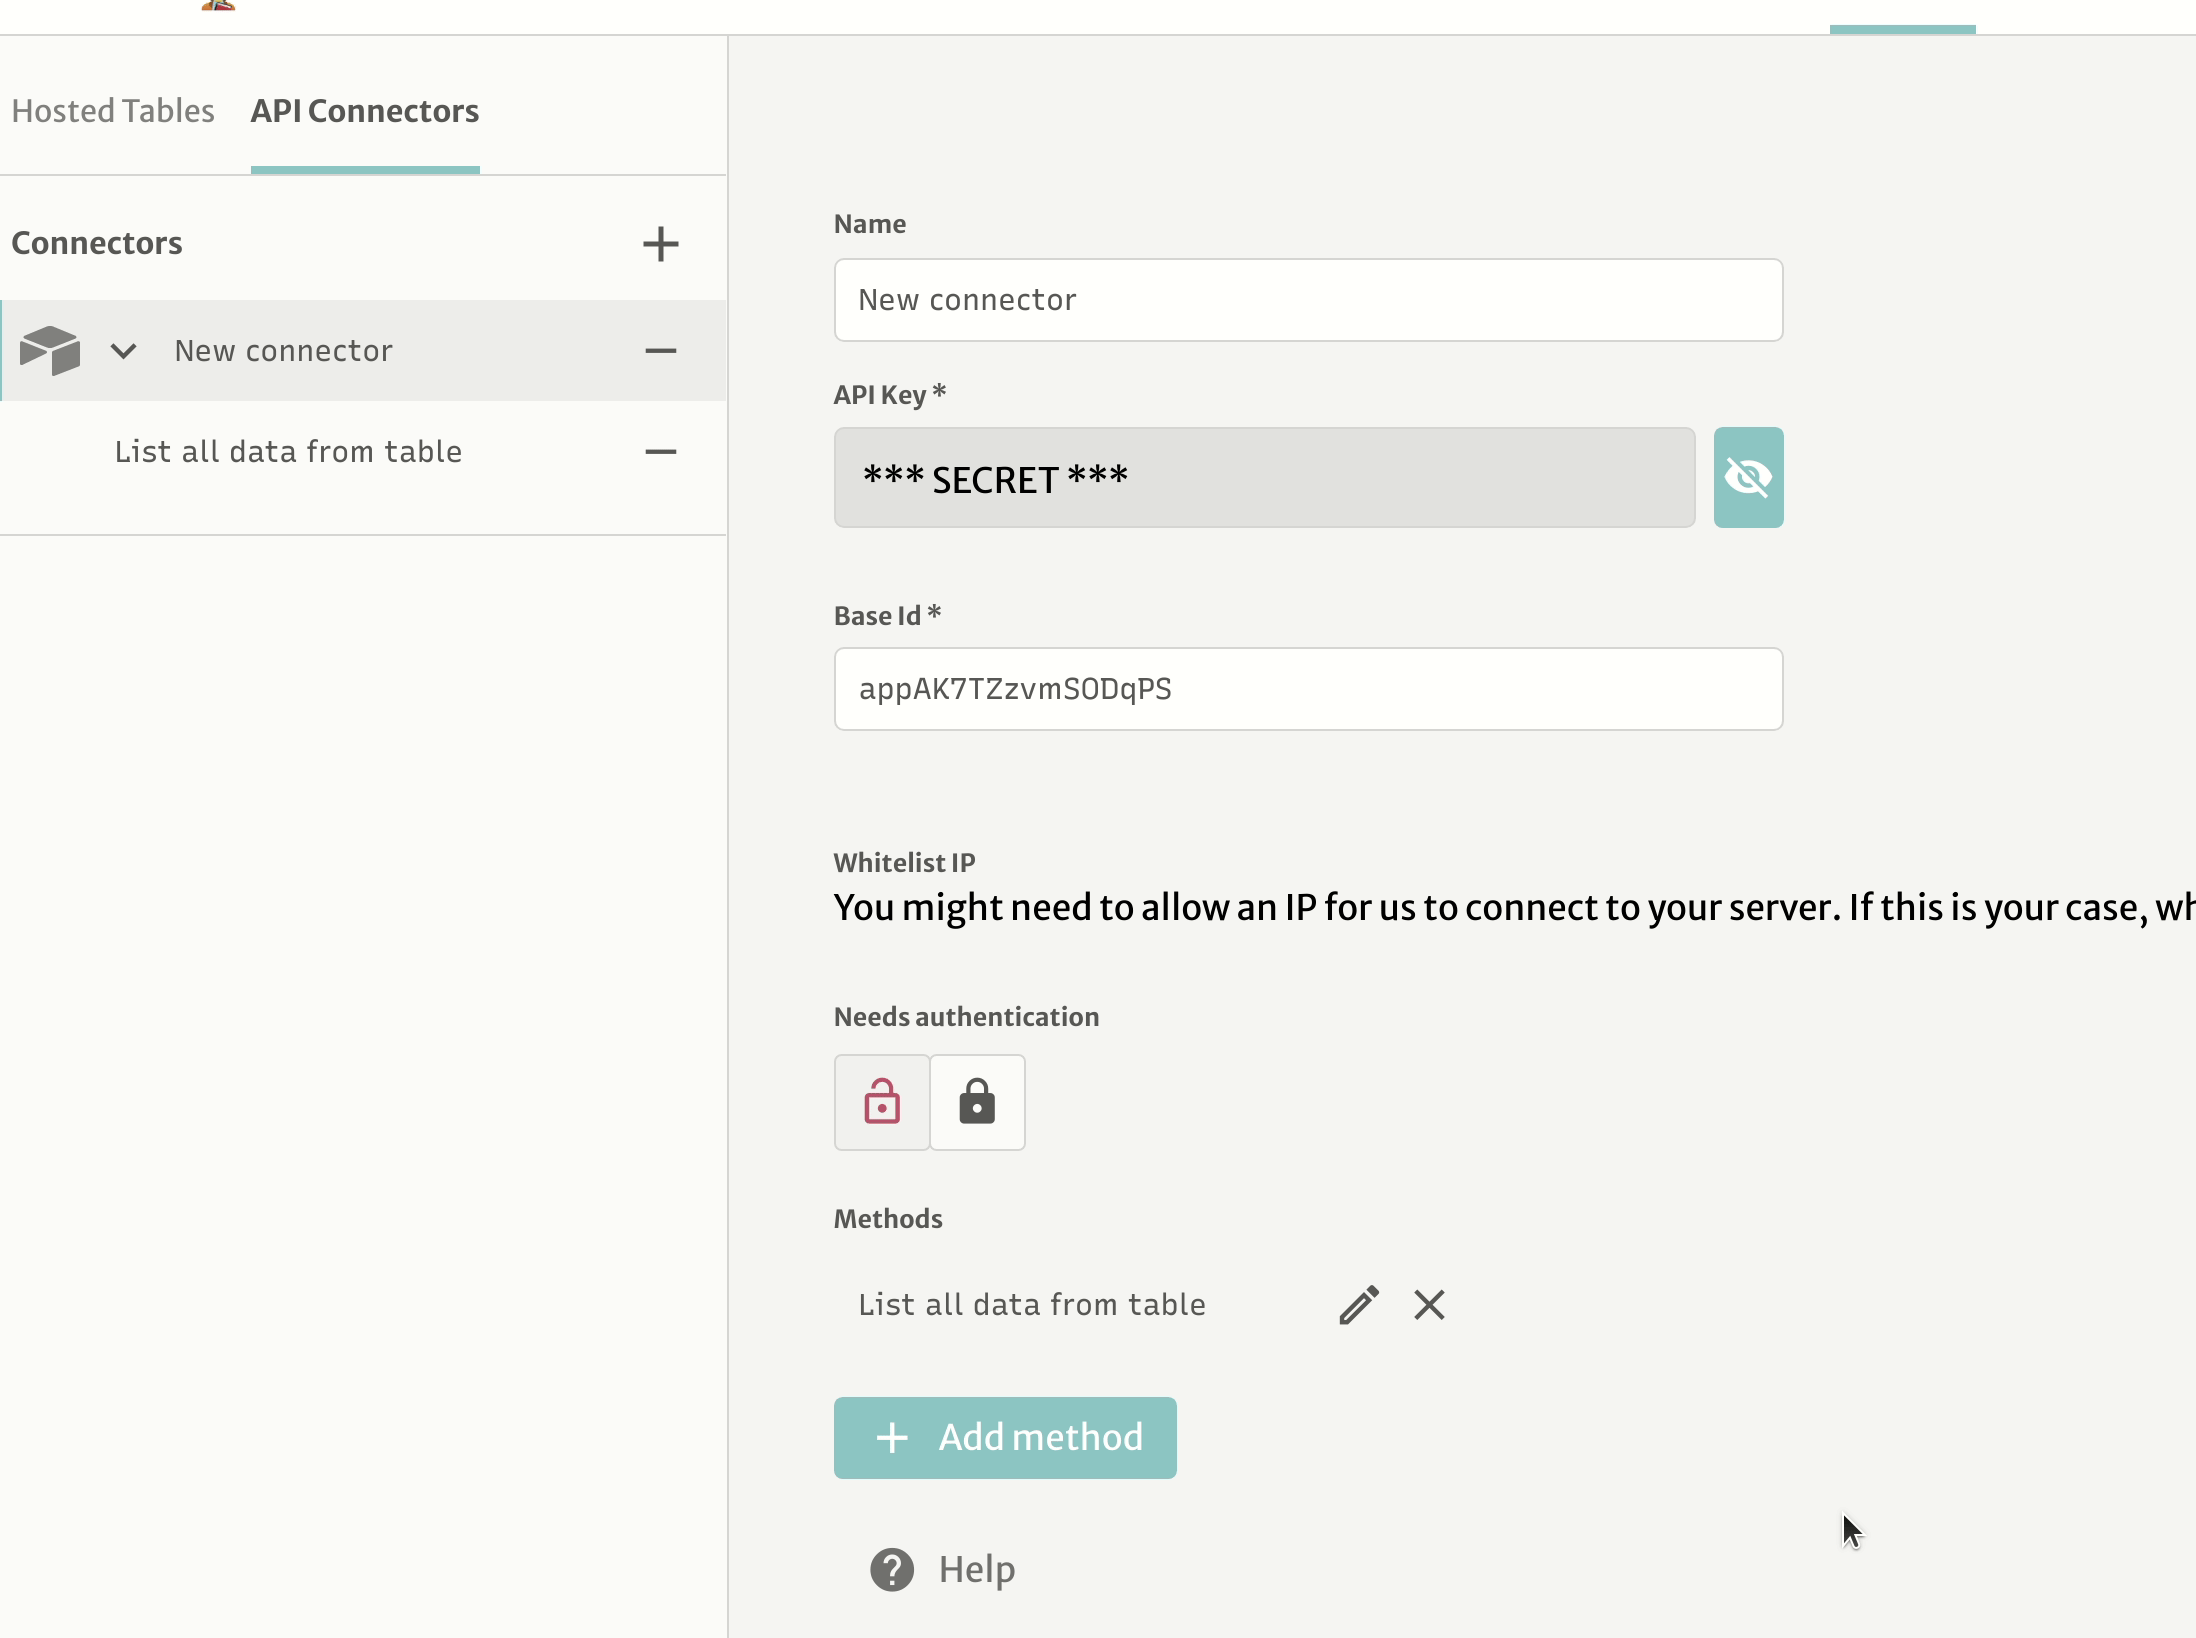 Hosted Tables API Connectors
Connectors
New connector
List all data from table
Name
New connector
API Key *
*** SECRET ***
Base Id *
appAK7TZzvmSODqPS
Whitelist IP
You might need to allow an IP for us to connect to your server. If this is your case,
Needs authentication
Methods
List all data from table
Add method
Help